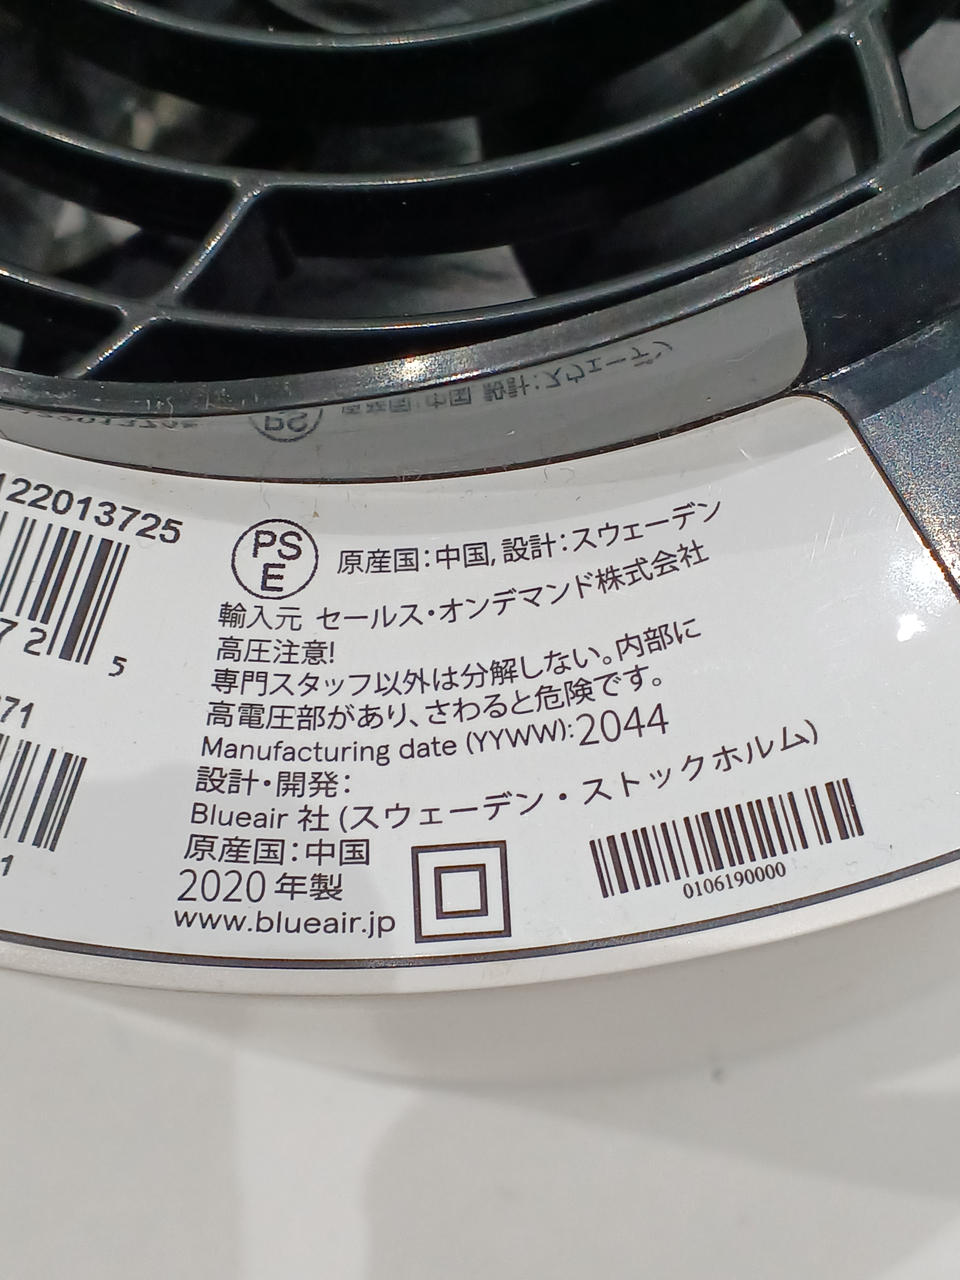 122013725
72
5
71
1
PS
E
原産国：中国, 設計：スウェーデン
輸入元 セールス・オンデマンド株式会社
高圧注意!
専門スタッフ以外は分解しない。内部に
高電圧部があり、さわると危険です。
Manufacturing date (YYWW): 2044
設計・開発：
Blueair 社 (スウェーデン・ストックホルム)
原産国：中国
2020 年製
www.blueair.jp
0106190000